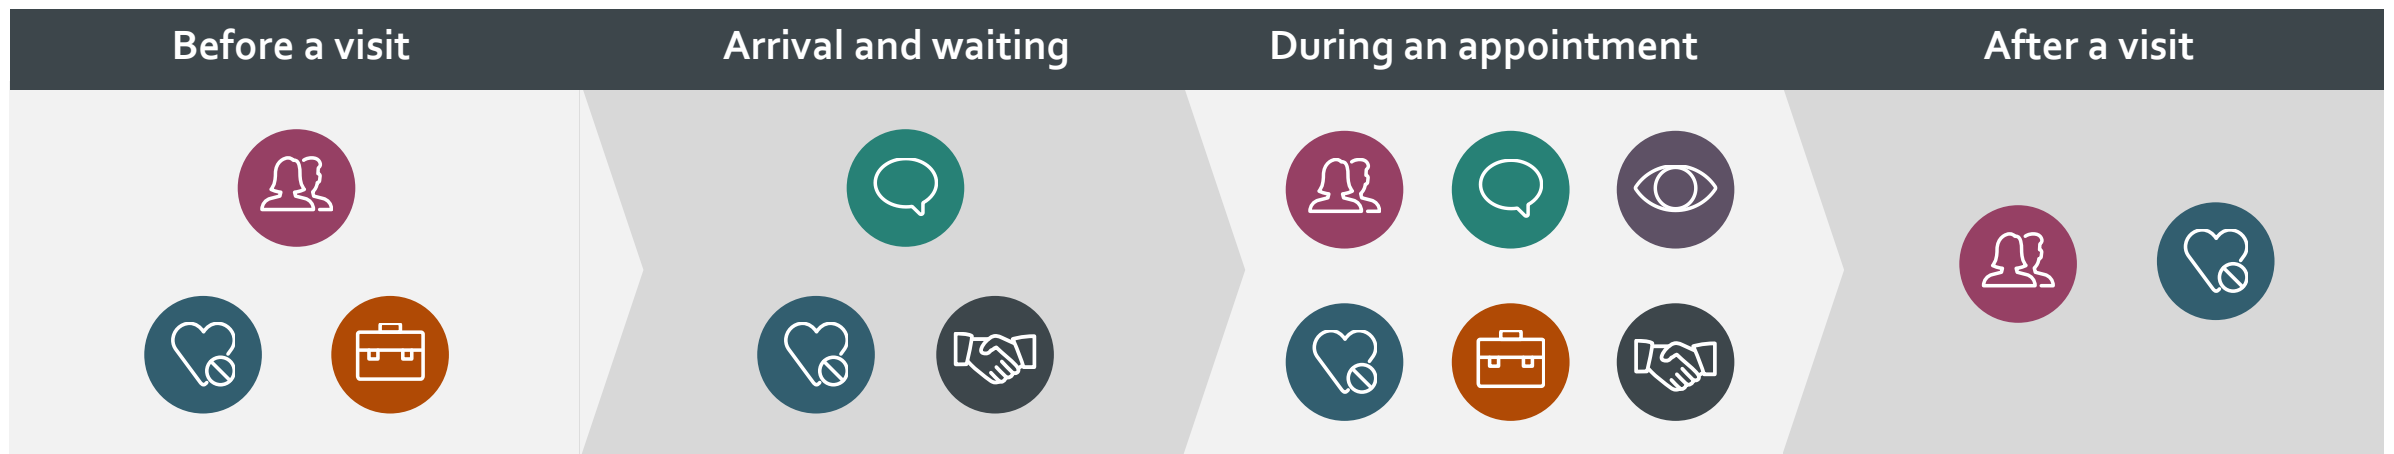 Before a visit
Arrival and waiting
During an appointment
After a visit